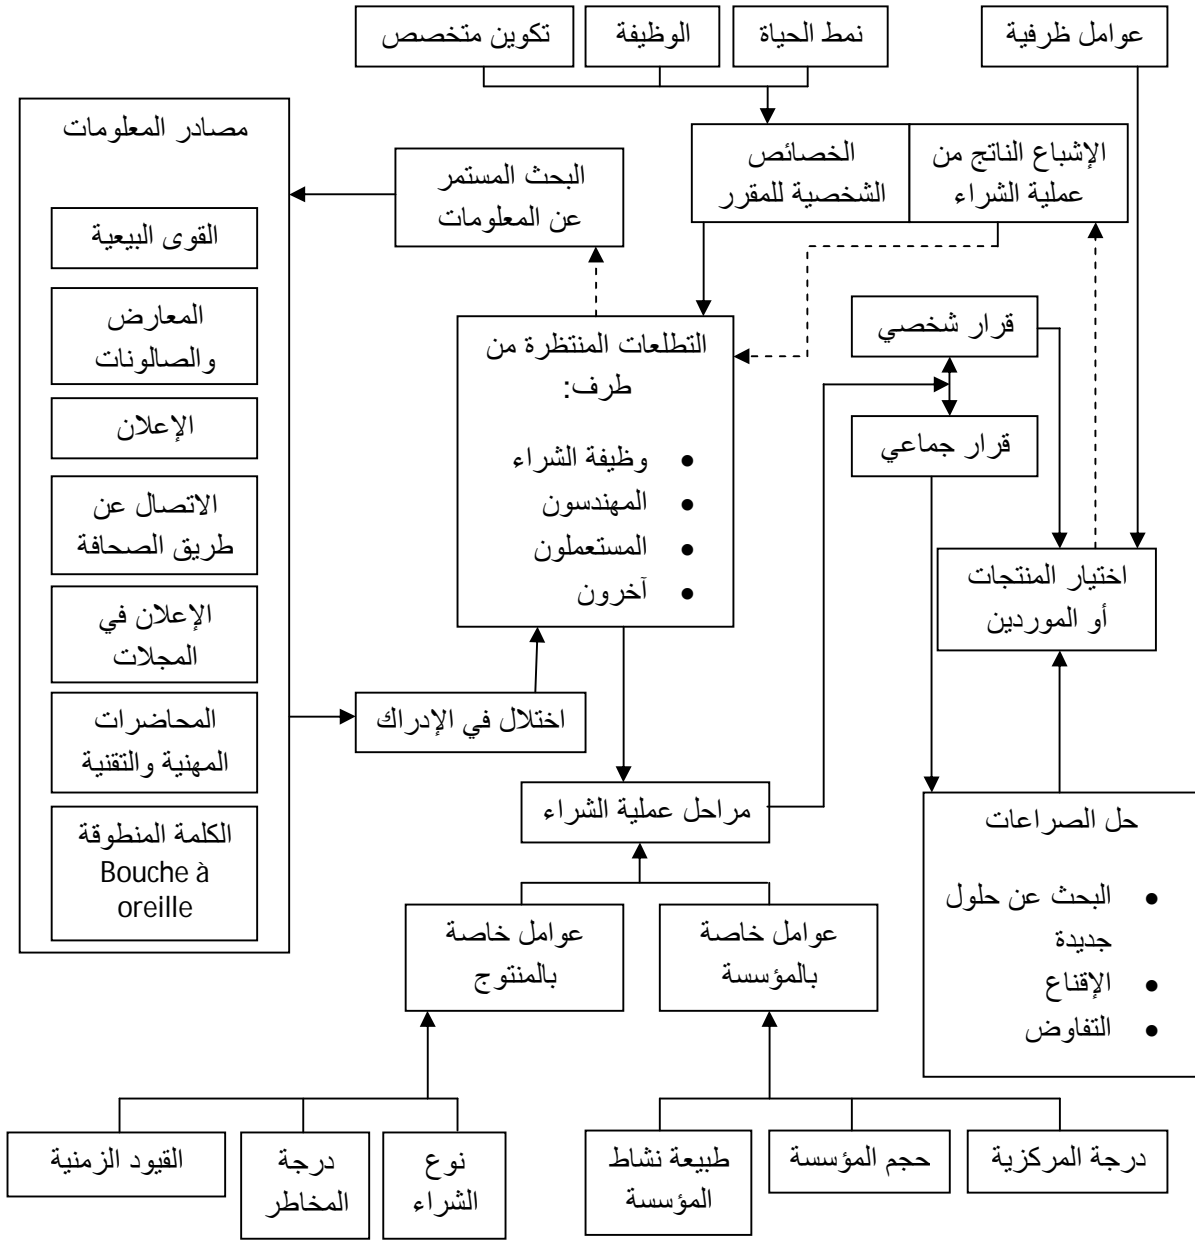 عوامل ظرفية
نمط الحياة
الوظيفة
تكوين متخصص
الإشباع الناتج من
عملية الشراء
الخصائص
الشخصية للمقرر
البحث المستمر
عن المعلومات
مصادر المعلومات
القوى البيعية
المعارض
والصالونات
الإعلان
الاتصال عن
طريق الصحافة
الإعلان في
المجلات
المحاضرات
المهنية والتقنية
الكلمة المنطوقة
Bouche à
oreille
التطلعات المنتظرة من
طرف:
• وظيفة الشراء
• المهندسون
• المستعملون
• آخرون
قرار شخصي
قرار جماعي
اختيار المنتجات
أو الموردين
اختلال في الإدراك
مراحل عملية الشراء
حل الصراعات
• البحث عن حلول
جديدة
• الإقناع
• التفاوض
عوامل خاصة
بالمؤسسة
عوامل خاصة
بالمنتوج
درجة المركزية
حجم المؤسسة
طبيعة نشاط
المؤسسة
نوع
الشراء
درجة
المخاطر
القيود الزمنية